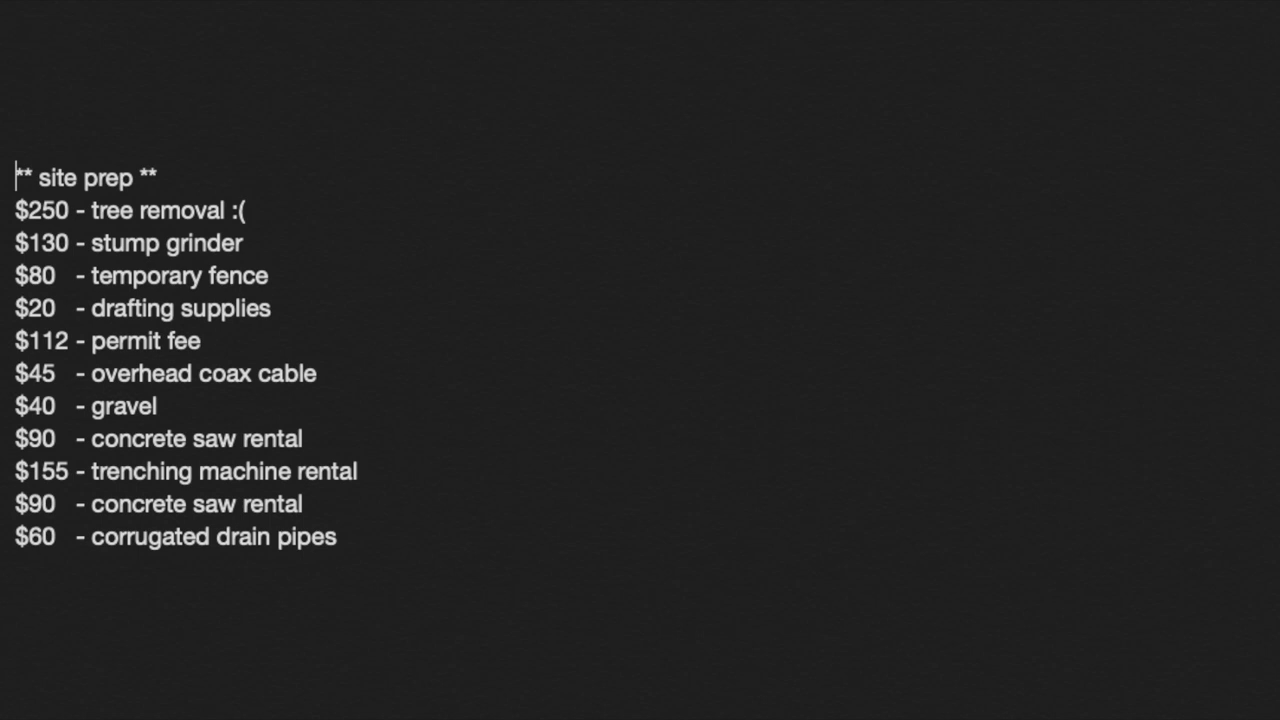 ** site prep **
$250 - tree removal :(
$130 - stump grinder
$80 - temporary fence
$20 - drafting supplies
$112 - permit fee
$45 - overhead coax cable
$40 - gravel
$90 - concrete saw rental
$155 - trenching machine rental
$90 - concrete saw rental
$60 - corrugated drain pipes